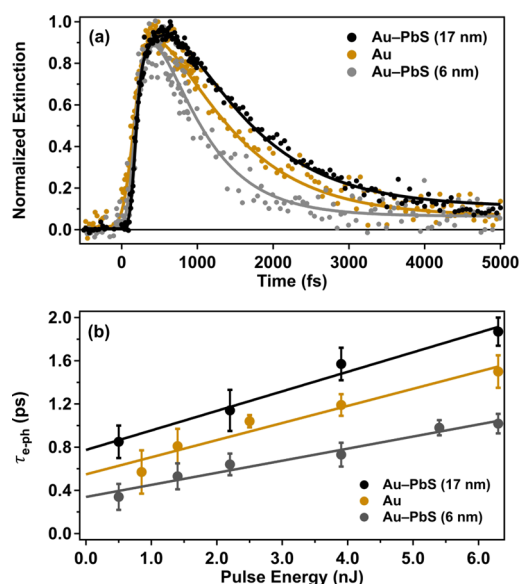 (a)
Normalized Extinction
1.0
0.8
0.6
0.4
0.2
0.0
Au–PbS (17 nm)
Au
Au–PbS (6 nm)
0 1000 2000 3000 4000 5000
Time (fs)
(b)
τe-ph (ps)
2.0
1.6
1.2
0.8
0.4
0.0
Au–PbS (17 nm)
Au
Au–PbS (6 nm)
0.0 1.0 2.0 3.0 4.0 5.0 6.0
Pulse Energy (nJ)